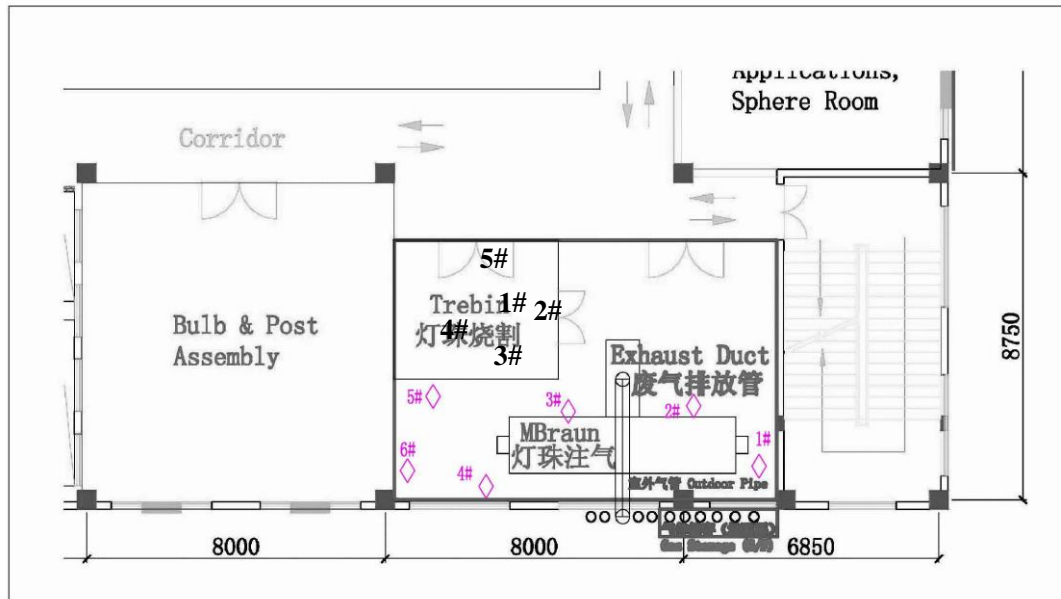 Applications,
Sphere Room
Corridor
5#
Trebin
1#
2#
4#
灯珠烧割
3#
Bulb & Post
Assembly
8750
Exhaust Duct
废气排放管
5#
3#
2#
MBraun
灯珠注气
1#
6#
4#
室外气管 Outdoor Pipe
Gas Storage
8000
8000
6850